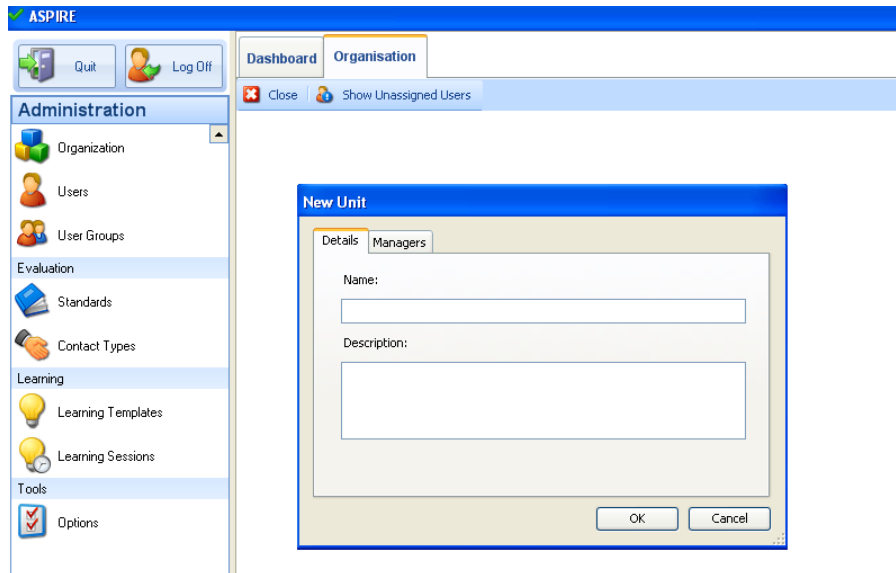 ASPIRE
Quit
Log Off
Administration
Organization
Users
User Groups
Evaluation
Standards
Contact Types
Learning
Learning Templates
Learning Sessions
Tools
Options
Dashboard
Organisation
Close
Show Unassigned Users
New Unit
Details
Managers
Name:
Description:
OK
Cancel